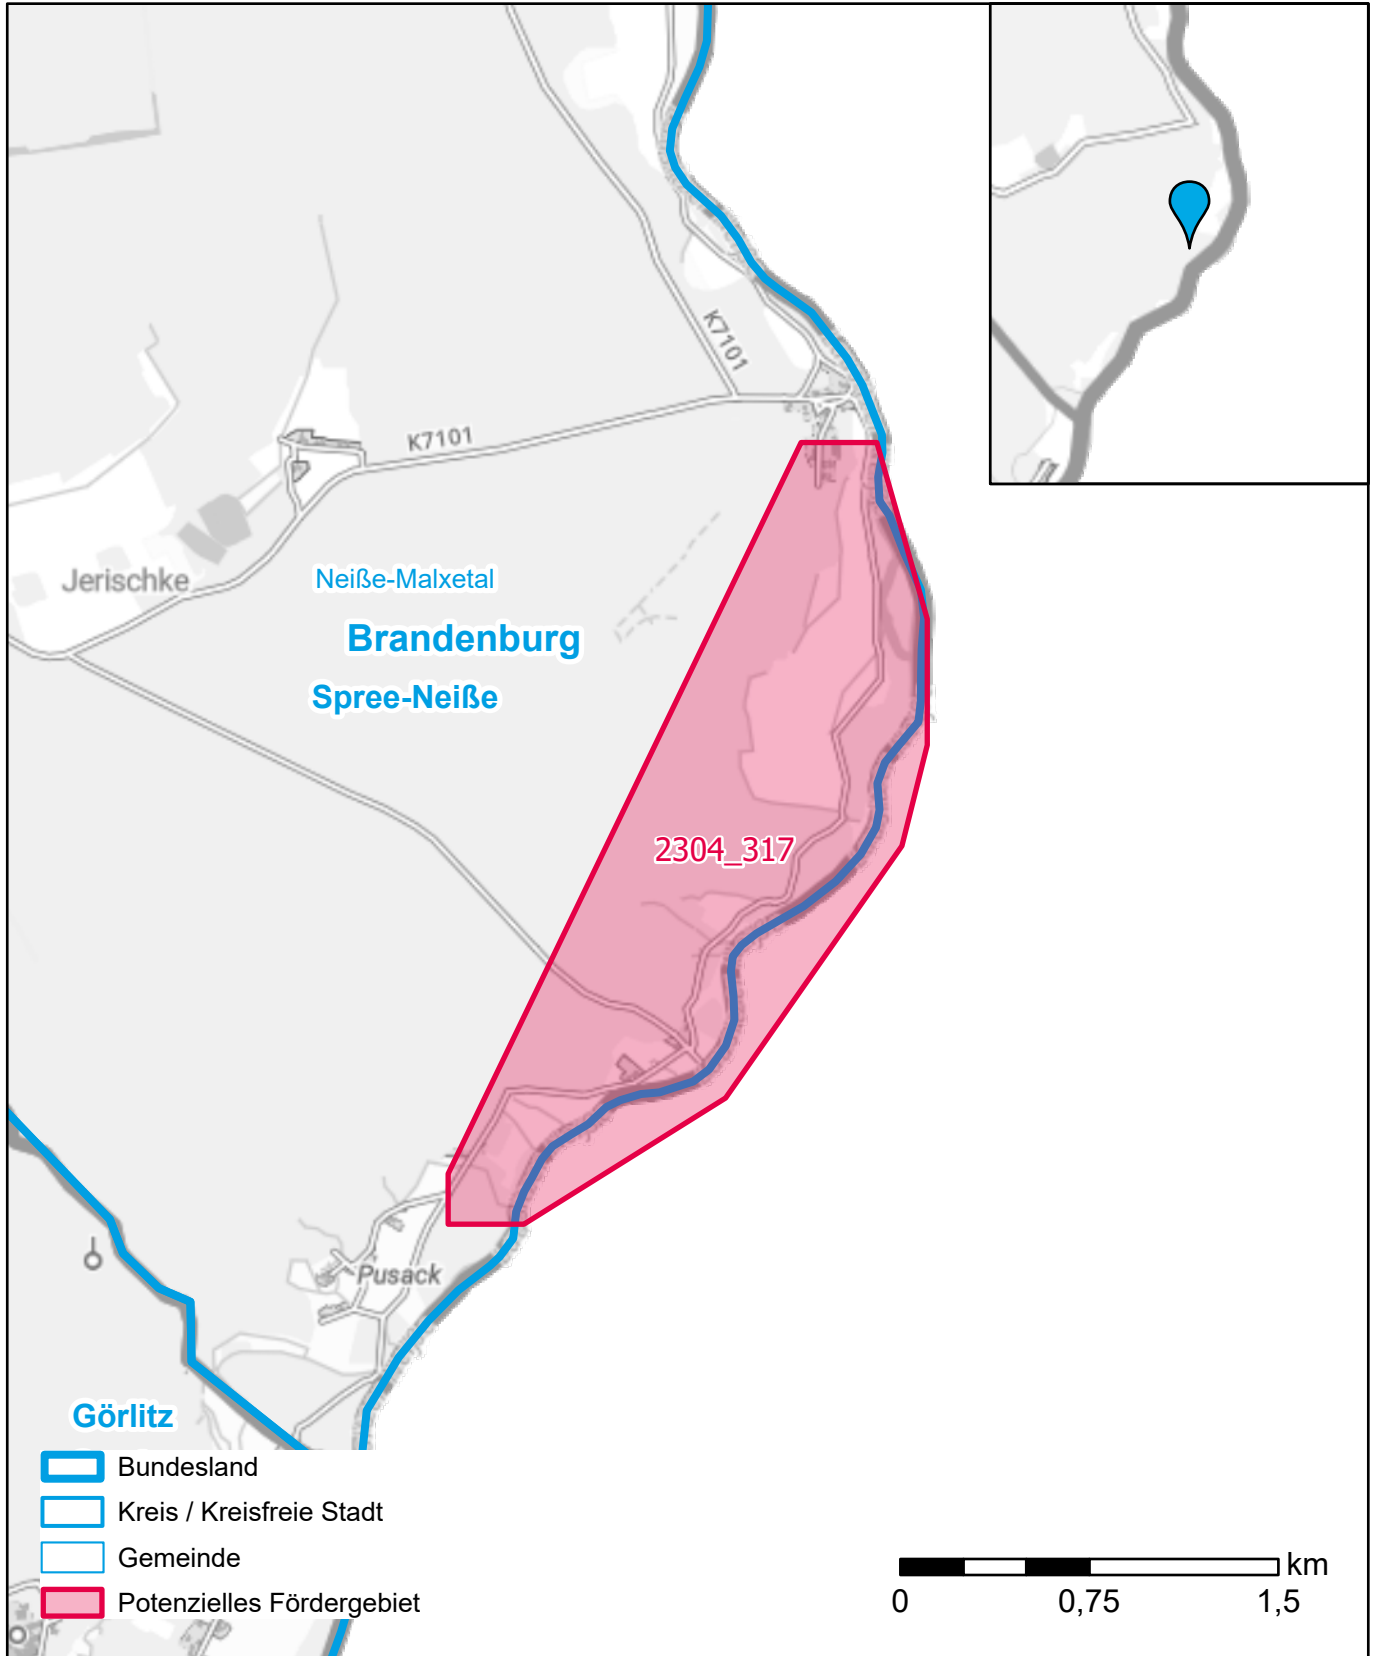 K7101
K7101
Jerischke
Neiße-Malxetal
Brandenburg
Spree-Neiße
2304_317
Pusack
Görlitz
Bundesland
Kreis / Kreisfreie Stadt
Gemeinde
Potenzielles Fördergebiet
km
0 0,75 1,5